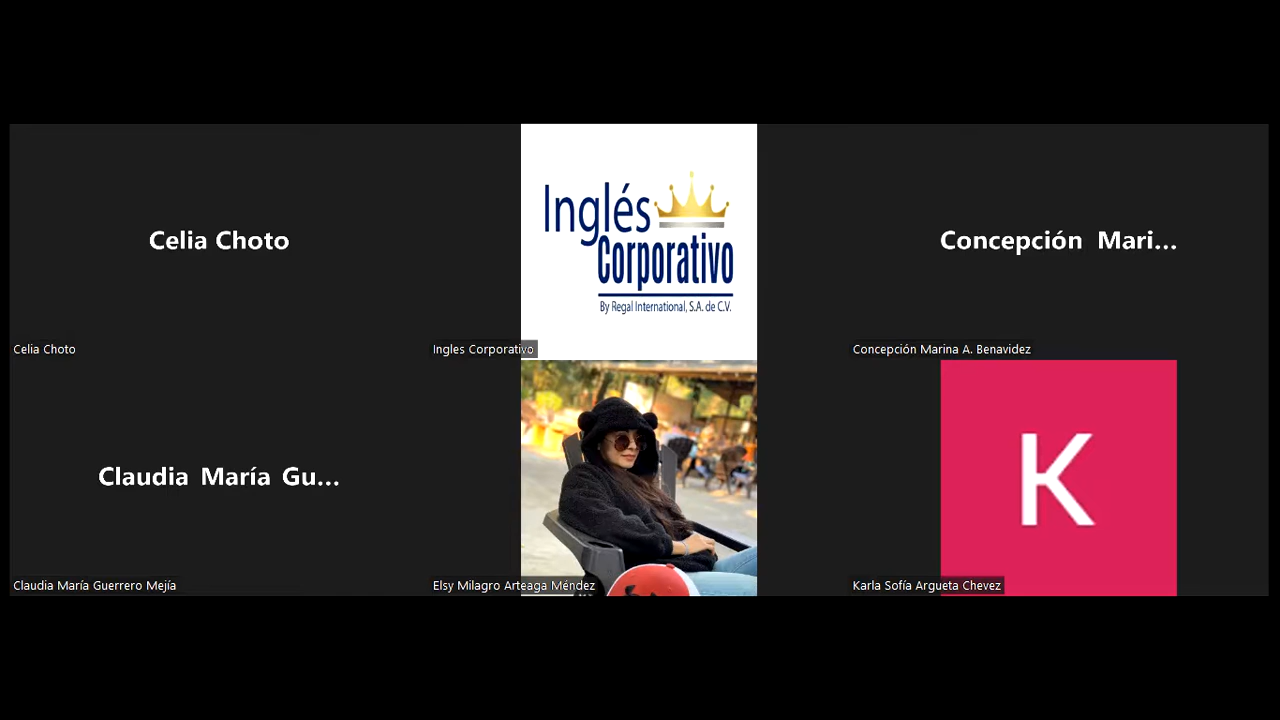 Celia Choto
Inglés
Corporativo
By Regal International, S.A. de C.V.
Concepción Mari...
Celia Choto
Ingles Corporativo
Concepción Marina A. Benavidez
Claudia María Gu...
K
Claudia María Guerrero Mejía
Elsy Milagro Arteaga Méndez
Karla Sofía Argueta Chevez